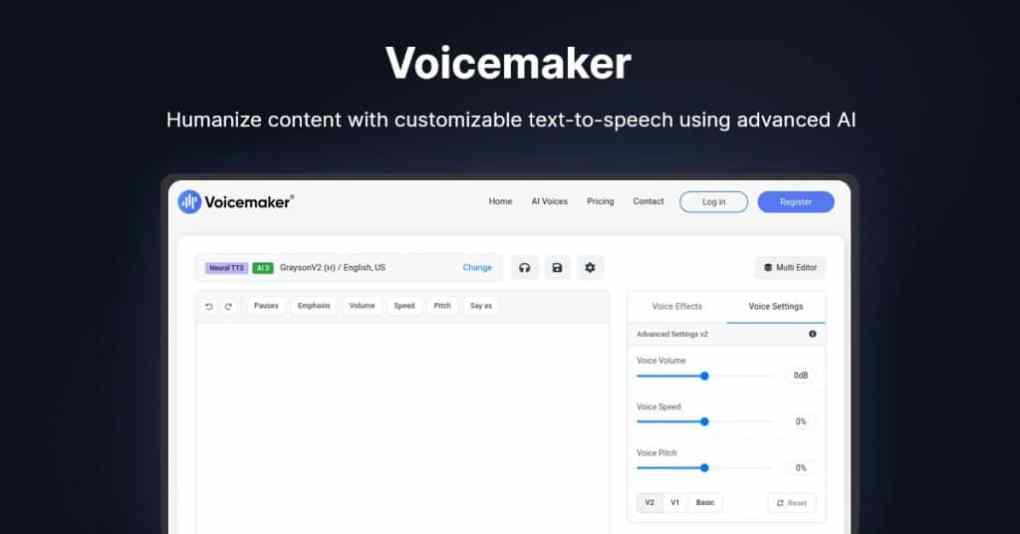 Voicemaker
Humanize content with customizable text-to-speech using advanced AI
Voicemaker® Home AI Voices Pricing Contact Log in Register
Neural TTS AI 3 GraysonV2 / English, US Change Multi Editor
Pauses Emphasis Volume Speed Pitch Say as Voice Effects Voice Settings
Advanced Settings v2
Voice Volume
0dB
Voice Speed
0%
Voice Pitch
0%
V2 V1 Basic Reset